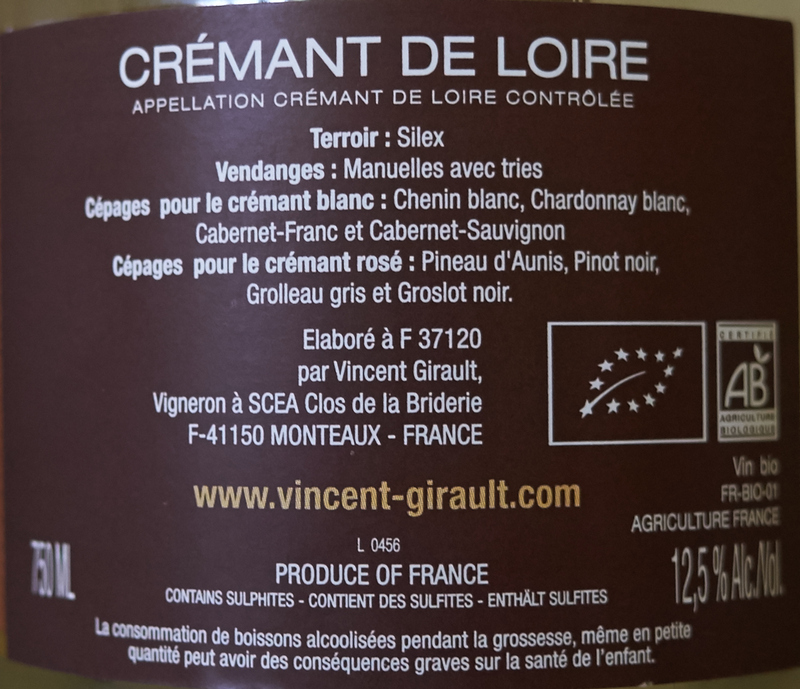 CRÉMANT DE LOIRE
APPELLATION CRÉMANT DE LOIRE CONTRÔLÉE
Terroir : Silex
Vendanges : Manuelles avec tries
Cépages pour le crémant blanc : Chenin blanc, Chardonnay blanc,
Cabernet-Franc et Cabernet-Sauvignon
Cépages pour le crémant rosé : Pineau d'Aunis, Pinot noir,
Grolleau gris et Groslot noir.
Elaboré à F 37120
par Vincent Girault,
Vigneron à SCEA Clos de la Briderie
F-41150 MONTEAUX - FRANCE
CERTIFIÉ
AB
AGRICULTURE
BIOLOGIQUE
Vin bio
FR-BIO-01
AGRICULTURE FRANCE
www.vincent-girault.com
L 0456
750 ML
PRODUCE OF FRANCE
12,5 % Alc./Vol.
CONTAINS SULPHITES - CONTIENT DES SULFITES - ENTHÄLT SULFITES
La consommation de boissons alcoolisées pendant la grossesse, même en petite
quantité peut avoir des conséquences graves sur la santé de l'enfant.